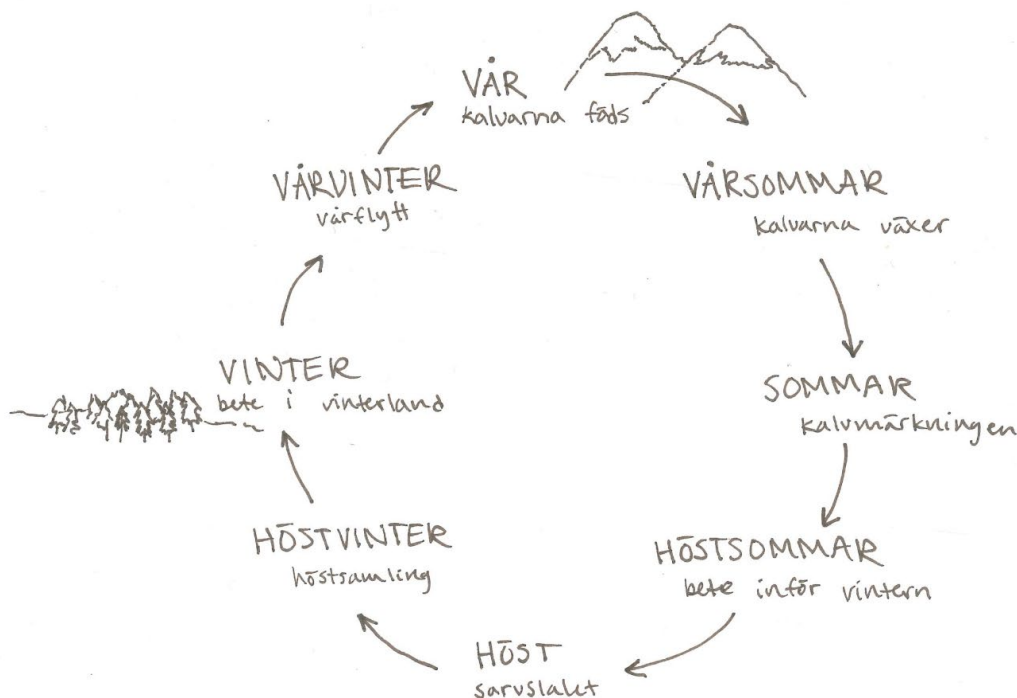 VÅR
kalvarna föds
VÅRSOMMAR
kalvarna växer
SOMMAR
kalvmärkningen
HÖSTSOMMAR
bete inför vintern
HÖST
sarvslakt
HÖSTVINTER
höstsamling
VINTER
bete i vinterland
VÅRVINTER
vårflytt